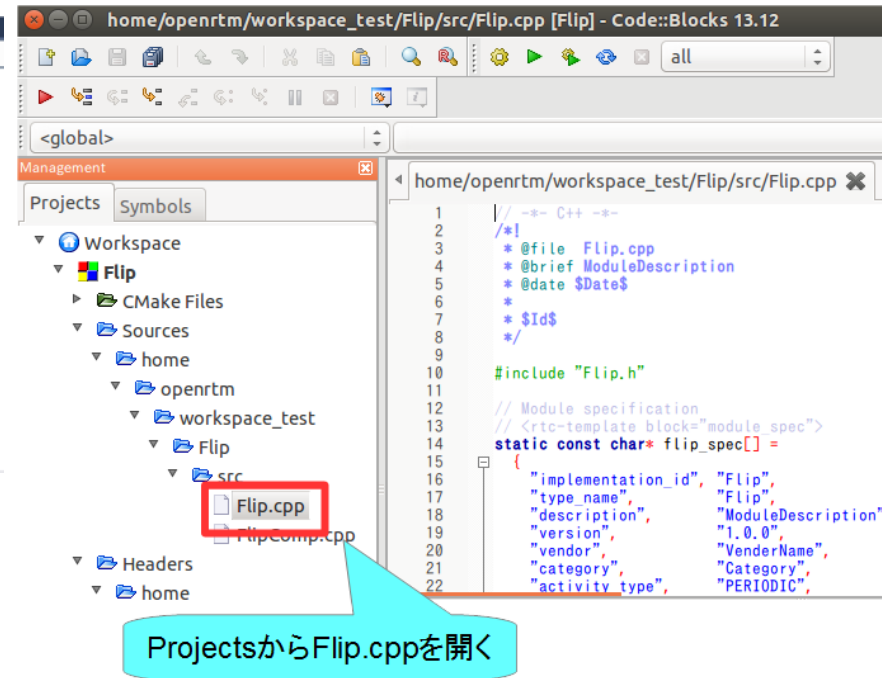 home/openrtm/workspace_test/Flip/src/Flip.cpp [Flip] - Code::Blocks 13.12
all
<global>
Management
Projects Symbols
Workspace
Flip
CMake Files
Sources
home
openrtm
workspace_test
Flip
src
Flip.cpp
FlipComp.cpp
Headers
home
home/openrtm/workspace_test/Flip/src/Flip.cpp
1 // -*- C++ -*-
2 /*!
3 * @file Flip.cpp
4 * @brief ModuleDescription
5 * @date $Date$
6 *
7 * $Id$
8 */
9
10 #include "Flip.h"
11
12 // Module specification
13 // <rtc-template block="module_spec">
14 static const char* flip_spec[] =
15 {
16 "implementation_id", "Flip",
17 "type_name", "Flip",
18 "description", "ModuleDescription"
19 "version", "1.0.0",
20 "vendor", "VenderName",
21 "category", "Category",
22 "activity_type", "PERIODIC",
ProjectsからFlip.cppを開く